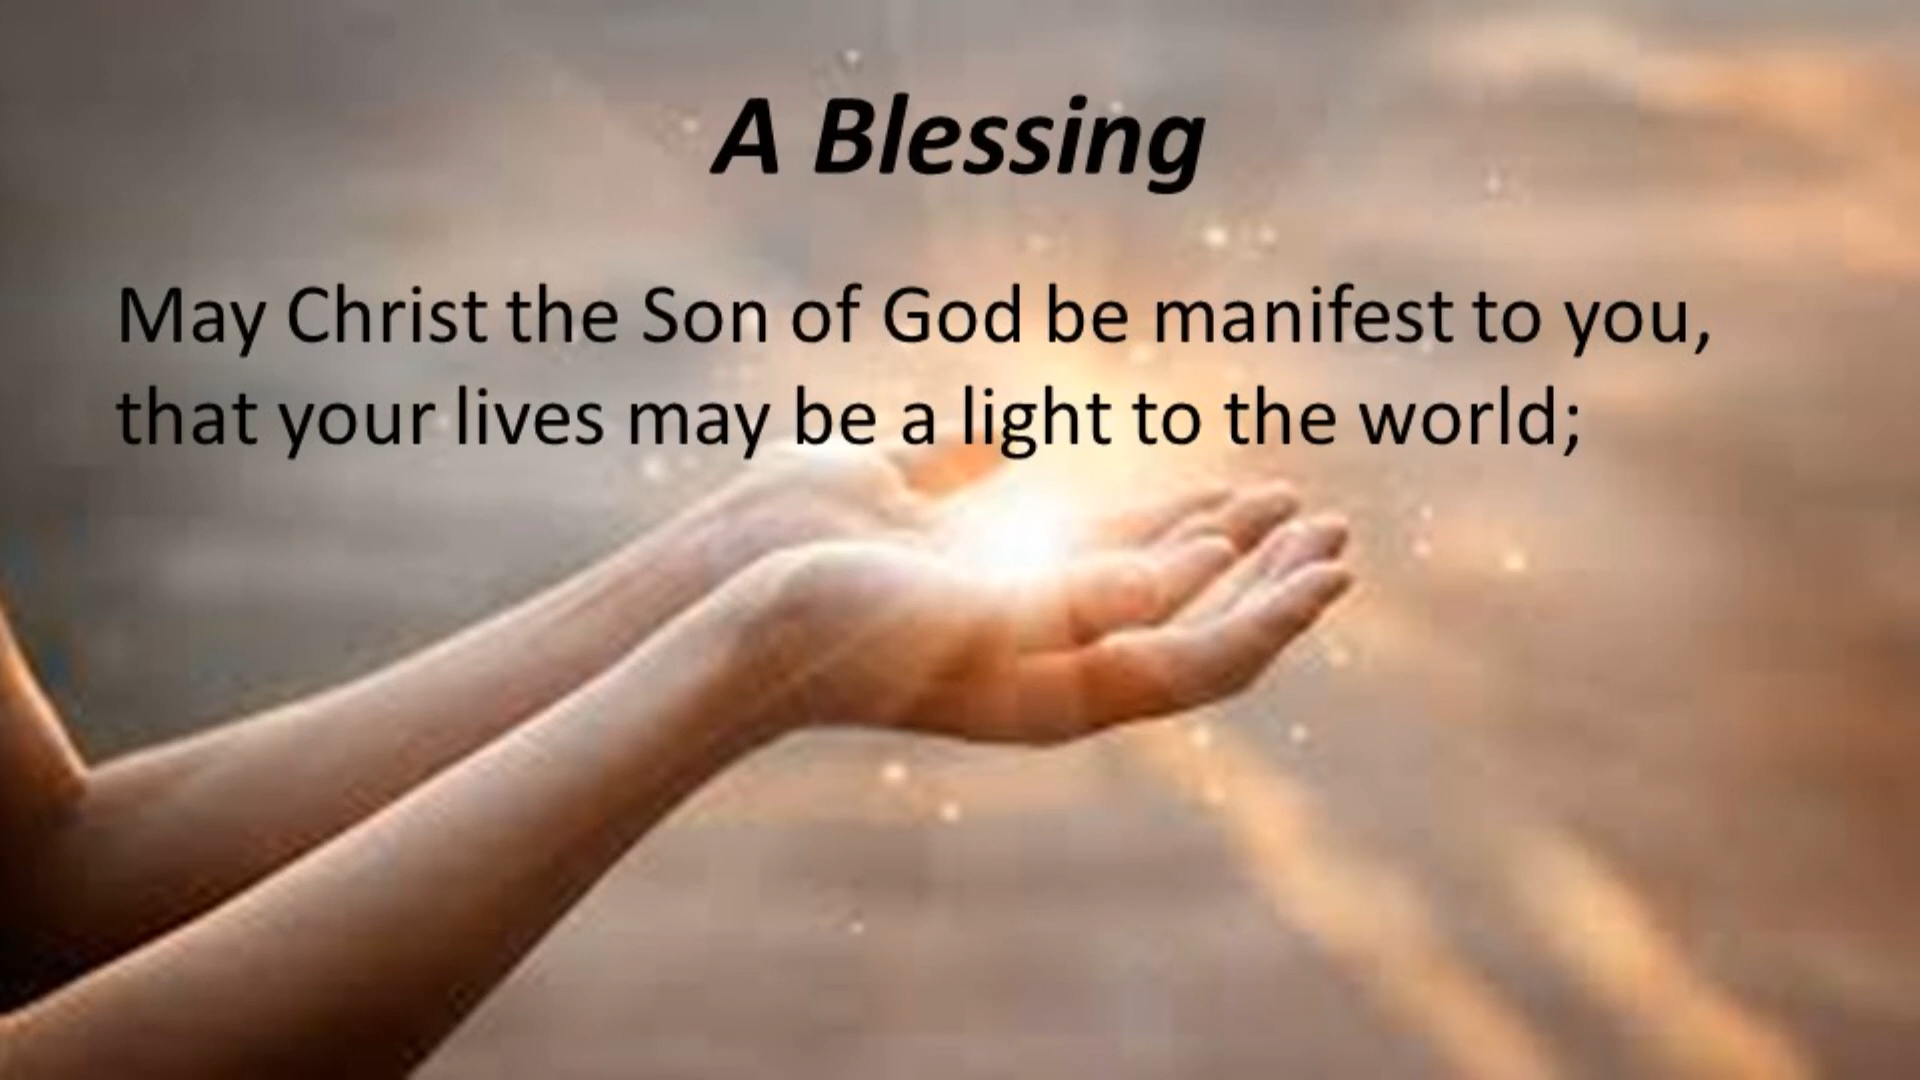 A Blessing
May Christ the Son of God be manifest to you,
that your lives may be a light to the world;